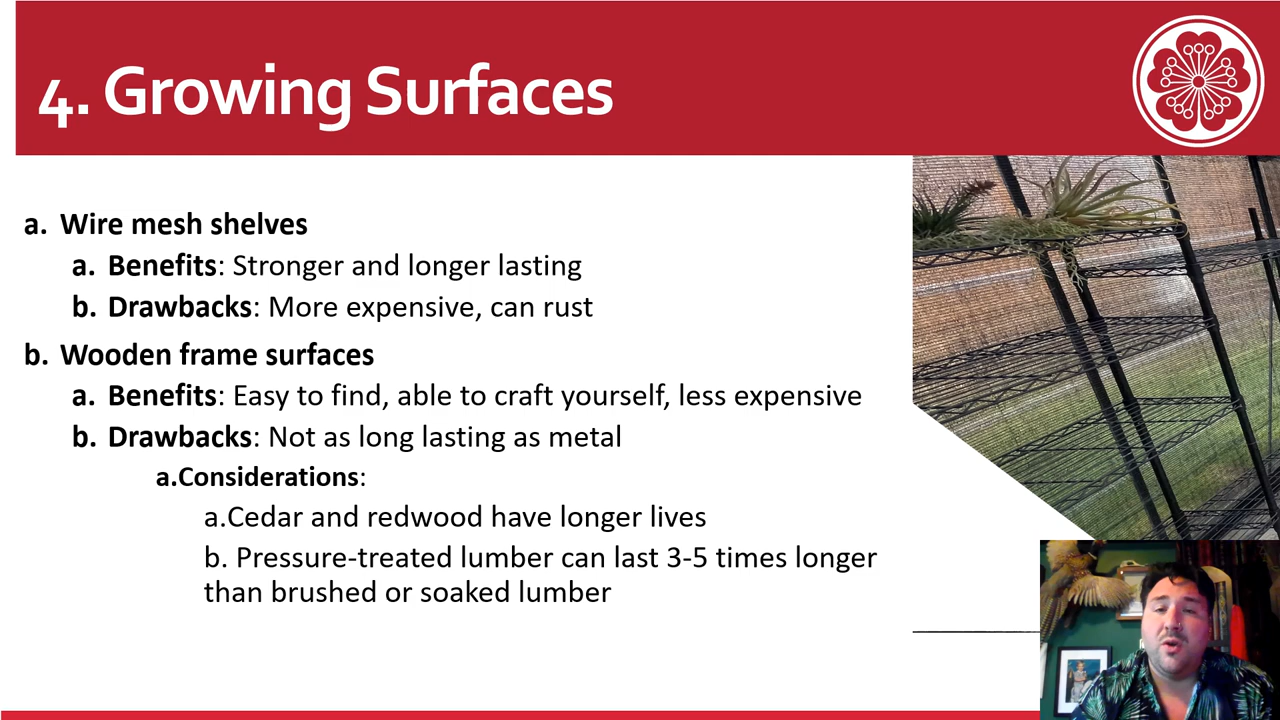 4. Growing Surfaces
a. Wire mesh shelves
a. Benefits: Stronger and longer lasting
b. Drawbacks: More expensive, can rust
b. Wooden frame surfaces
a. Benefits: Easy to find, able to craft yourself, less expensive
b. Drawbacks: Not as long lasting as metal
a.Considerations:
a.Cedar and redwood have longer lives
b. Pressure-treated lumber can last 3-5 times longer
than brushed or soaked lumber